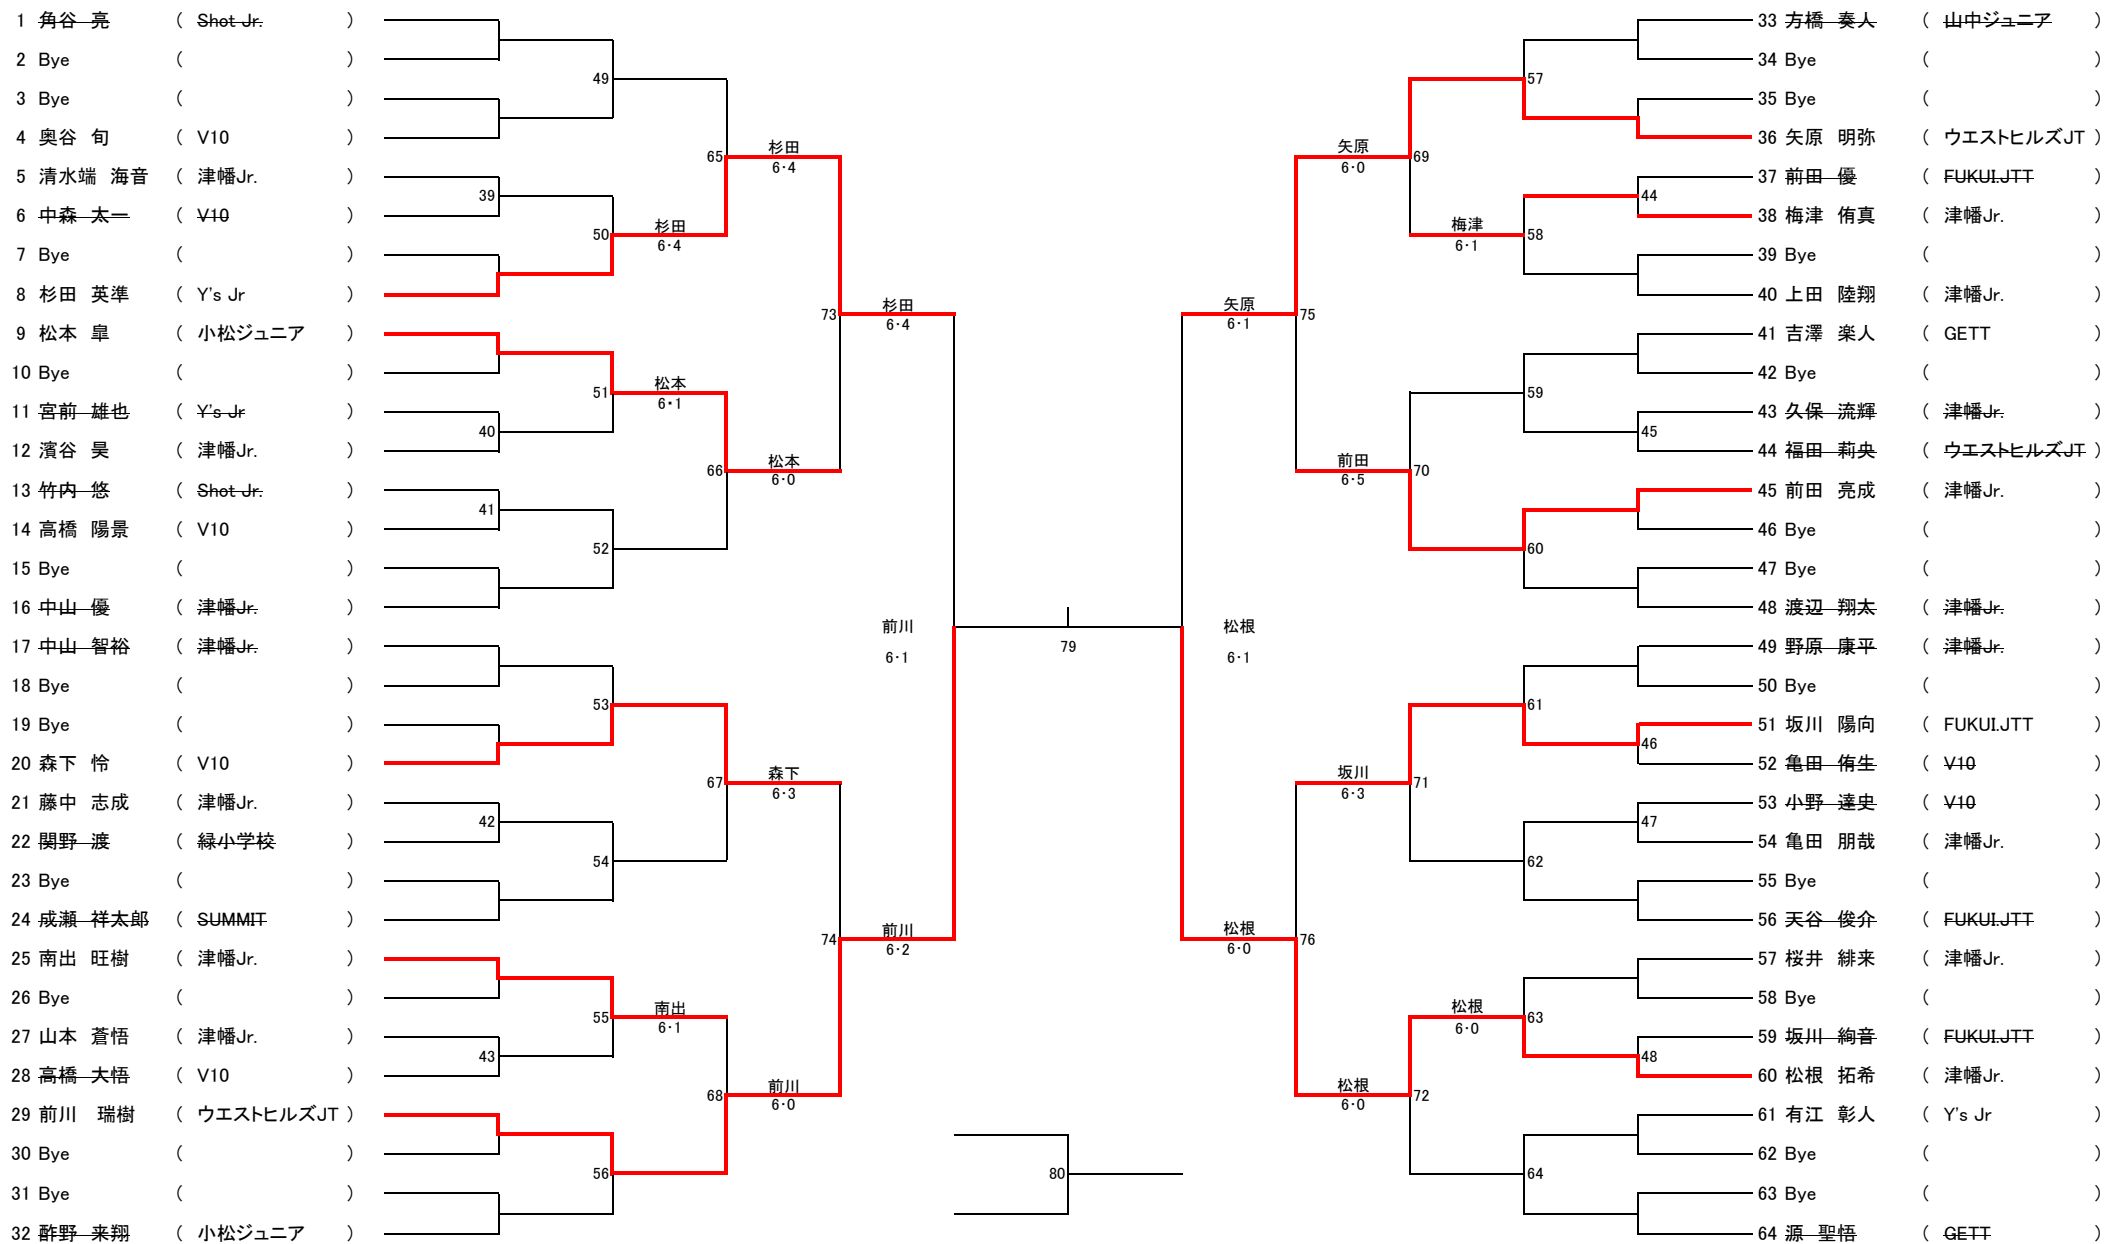 1 角谷 亮 ( Shot Jr. )
2 Bye ( )
3 Bye ( )
4 奥谷 旬 ( V10 )
5 清水端 海音 ( 津幡Jr. )
6 中森 太一 ( V10 )
7 Bye ( )
8 杉田 英準 ( Y's Jr )
9 松本 皐 ( 小松ジュニア )
10 Bye ( )
11 宮前 雄也 ( Y's Jr )
12 濱谷 昊 ( 津幡Jr. )
13 竹内 悠 ( Shot Jr. )
14 高橋 陽景 ( V10 )
15 Bye ( )
16 中山 優 ( 津幡Jr. )
17 中山 智裕 ( 津幡Jr. )
18 Bye ( )
19 Bye ( )
20 森下 怜 ( V10 )
21 藤中 志成 ( 津幡Jr. )
22 関野 渡 ( 緑小学校 )
23 Bye ( )
24 成瀬 祥太郎 ( SUMMIT )
25 南出 旺樹 ( 津幡Jr. )
26 Bye ( )
27 山本 蒼悟 ( 津幡Jr. )
28 高橋 大悟 ( V10 )
29 前川 瑞樹 ( ウエストヒルズJT )
30 Bye ( )
31 Bye ( )
32 酢野 来翔 ( 小松ジュニア )
39
40
41
42
43
49
50
51
52
53
54
55
56
杉田
6・4
松本
6・1
南出
6・1
65
66
67
68
杉田
6・4
松本
6・0
森下
6・3
前川
6・0
73
74
杉田
6・4
前川
6・2
前川
6・1
79
松根
6・1
80
矢原
6・1
松根
6・0
75
76
矢原
6・0
前田
6・5
坂川
6・3
松根
6・0
69
70
71
72
梅津
6・1
松根
6・0
57
58
59
60
61
62
63
64
44
45
46
47
48
33 方橋 奏人 ( 山中ジュニア )
34 Bye ( )
35 Bye ( )
36 矢原 明弥 ( ウエストヒルズJT )
37 前田 優 ( FUKUI.JTT )
38 梅津 侑真 ( 津幡Jr. )
39 Bye ( )
40 上田 陸翔 ( 津幡Jr. )
41 吉澤 楽人 ( GETT )
42 Bye ( )
43 久保 流輝 ( 津幡Jr. )
44 福田 莉央 ( ウエストヒルズJT )
45 前田 亮成 ( 津幡Jr. )
46 Bye ( )
47 Bye ( )
48 渡辺 翔太 ( 津幡Jr. )
49 野原 康平 ( 津幡Jr. )
50 Bye ( )
51 坂川 陽向 ( FUKUI.JTT )
52 亀田 侑生 ( V10 )
53 小野 達史 ( V10 )
54 亀田 朋哉 ( 津幡Jr. )
55 Bye ( )
56 天谷 俊介 ( FUKUI.JTT )
57 桜井 緋来 ( 津幡Jr. )
58 Bye ( )
59 坂川 絢音 ( FUKUI.JTT )
60 松根 拓希 ( 津幡Jr. )
61 有江 彰人 ( Y's Jr )
62 Bye ( )
63 Bye ( )
64 源 聖悟 ( GETT )